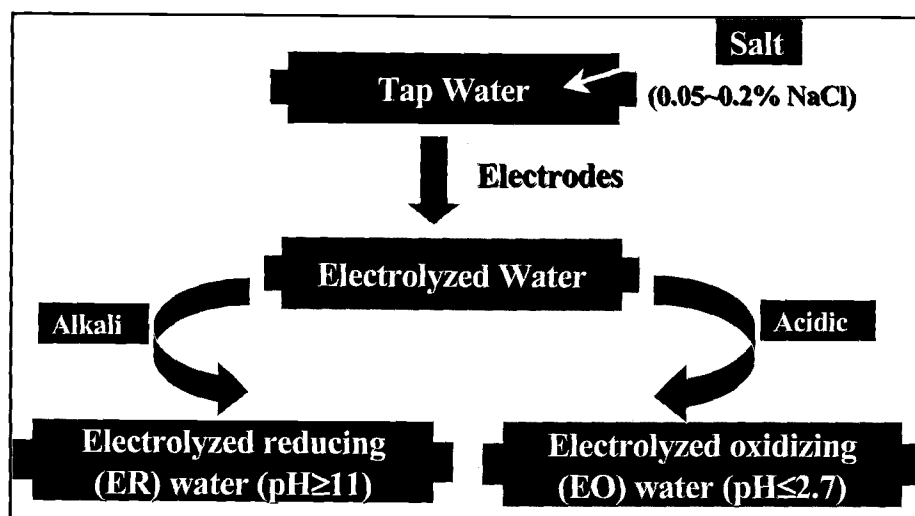 Salt
Tap Water
(0.05~0.2% NaCl)
Electrodes
Electrolyzed Water
Alkali
Acidic
Electrolyzed reducing
(ER) water (pH≥11)
Electrolyzed oxidizing
(EO) water (pH≤2.7)